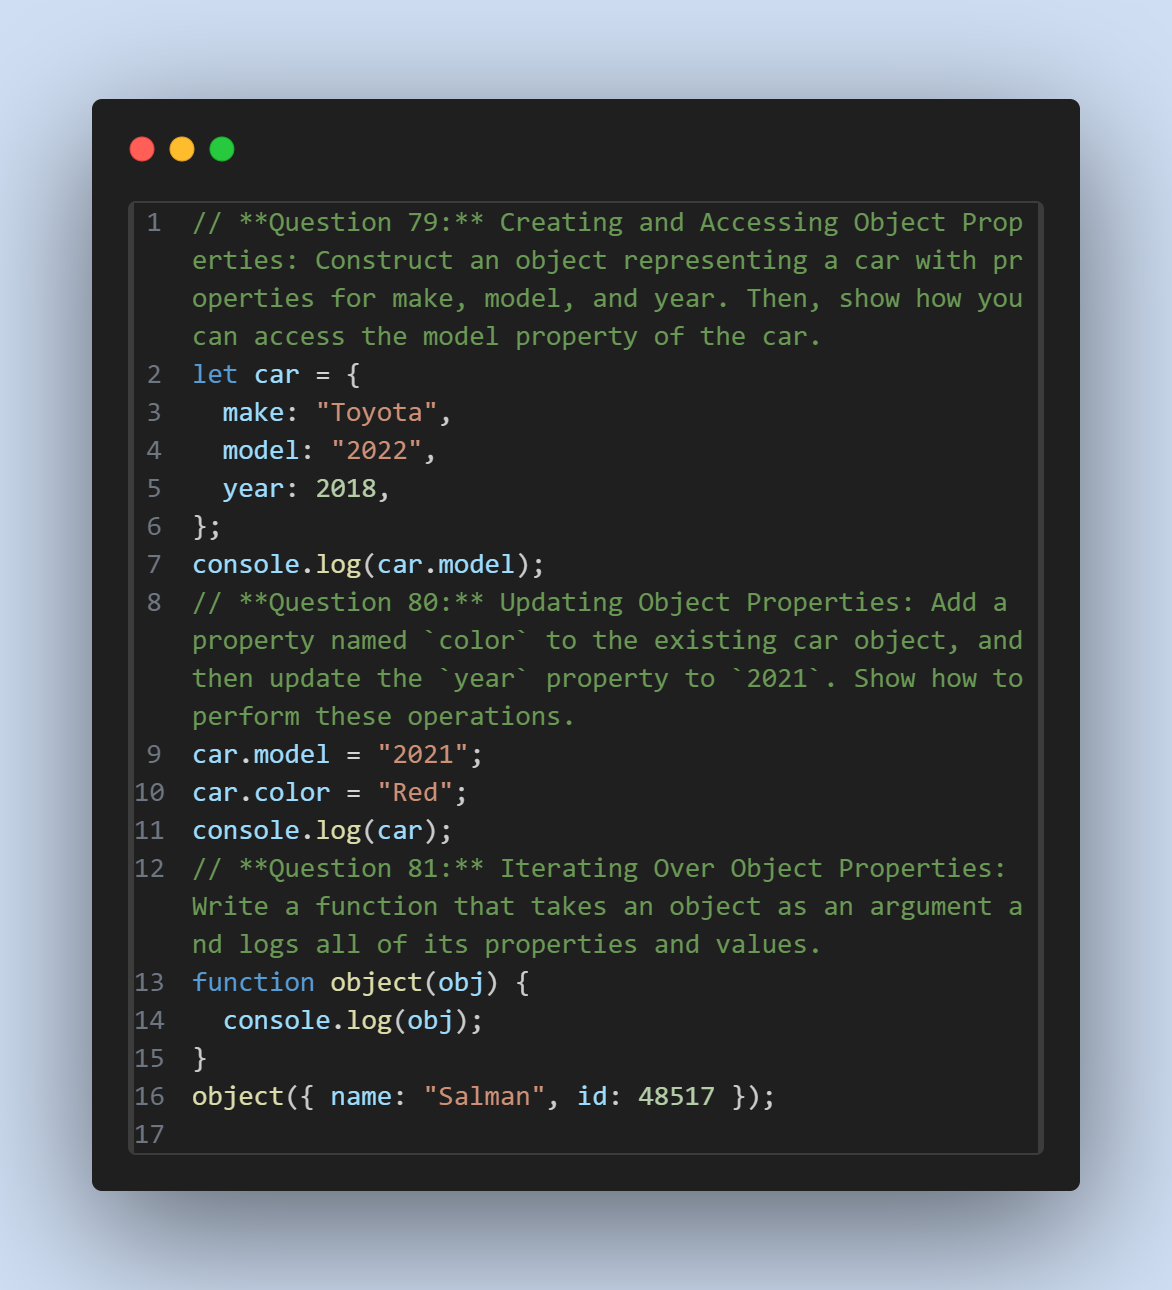 1 // **Question 79:** Creating and Accessing Object Prop
erties: Construct an object representing a car with pr
operties for make, model, and year. Then, show how you
can access the model property of the car.
2 let car = {
3   make: "Toyota",
4   model: "2022",
5   year: 2018,
6 };
7 console.log(car.model);
8 // **Question 80:** Updating Object Properties: Add a
property named `color` to the existing car object, and
then update the `year` property to `2021`. Show how to
perform these operations.
9 car.model = "2021";
10 car.color = "Red";
11 console.log(car);
12 // **Question 81:** Iterating Over Object Properties:
Write a function that takes an object as an argument a
nd logs all of its properties and values.
13 function object(obj) {
14   console.log(obj);
15 }
16 object({ name: "Salman", id: 48517 });
17